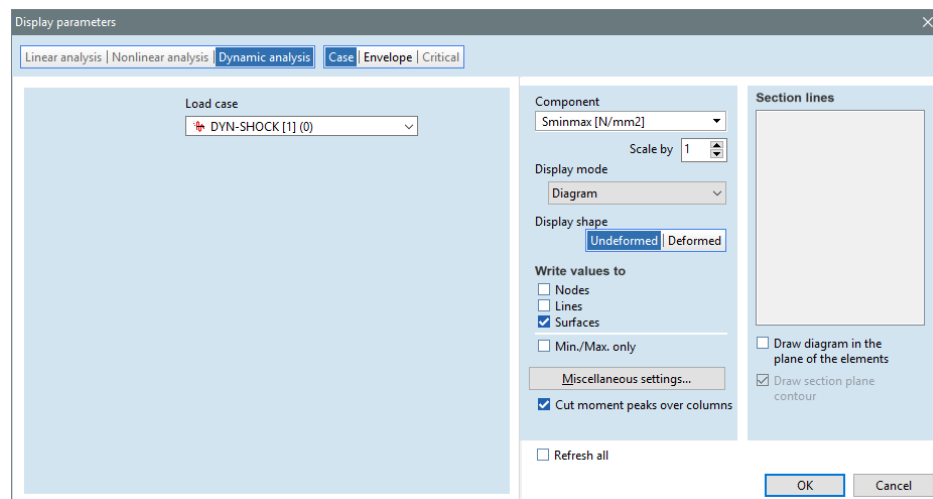 Display parameters
Linear analysis | Nonlinear analysis | Dynamic analysis Case | Envelope | Critical
Load case
DYN-SHOCK [1] (0)
Component
Sminmax [N/mm2]
Scale by 1
Display mode
Diagram
Display shape
Undeformed | Deformed
Write values to
Nodes
Lines
Surfaces
Min./Max. only
Miscellaneous settings...
Cut moment peaks over columns
Refresh all
Section lines
Draw diagram in the
plane of the elements
Draw section plane
contour
OK Cancel